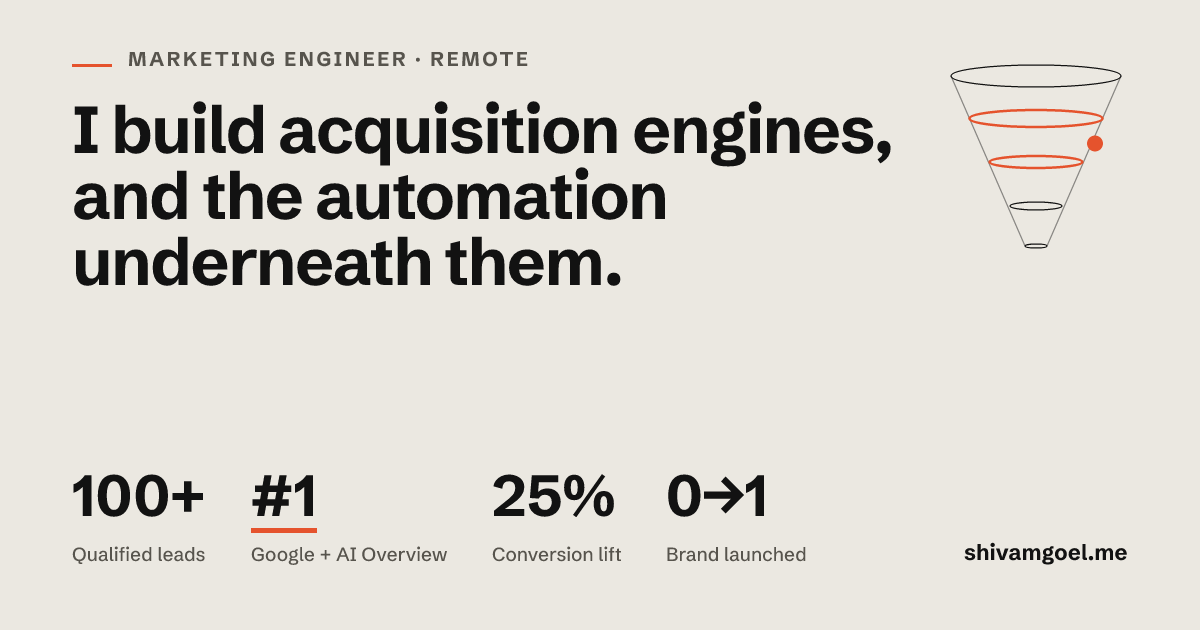 MARKETING ENGINEER · REMOTE
I build acquisition engines,
and the automation
underneath them.
100+
Qualified leads
#1
Google + AI Overview
25%
Conversion lift
0→1
Brand launched
shivamgoel.me